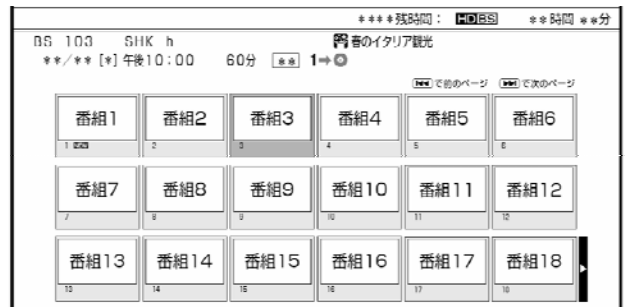 ****残時間： HDBS **時間 **分
BS 103 SHK h 春のイタリア観光
**/** [*] 午後10：00 60分 ** 1→
で前のページ で次のページ
番組1 番組2 番組3 番組4 番組5 番組6
1 2 3 4 5 6
番組7 番組8 番組9 番組10 番組11 番組12
7 8 9 10 11 12
番組13 番組14 番組15 番組16 番組17 番組18
13 14 15 16 17 18